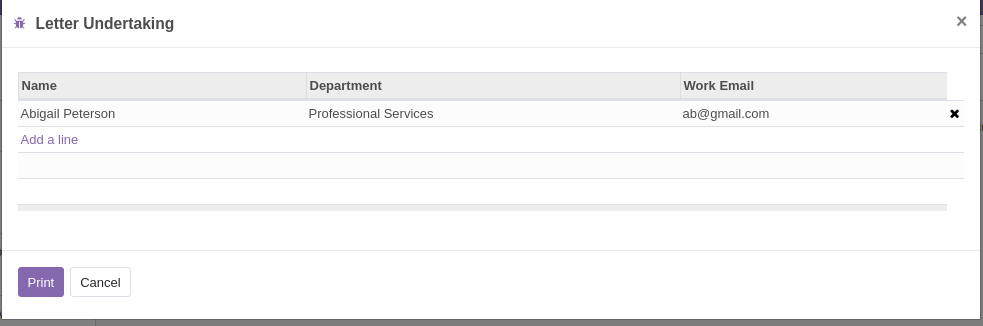 Letter Undertaking ×
Name Department Work Email
Abigail Peterson Professional Services ab@gmail.com
Add a line
Print Cancel